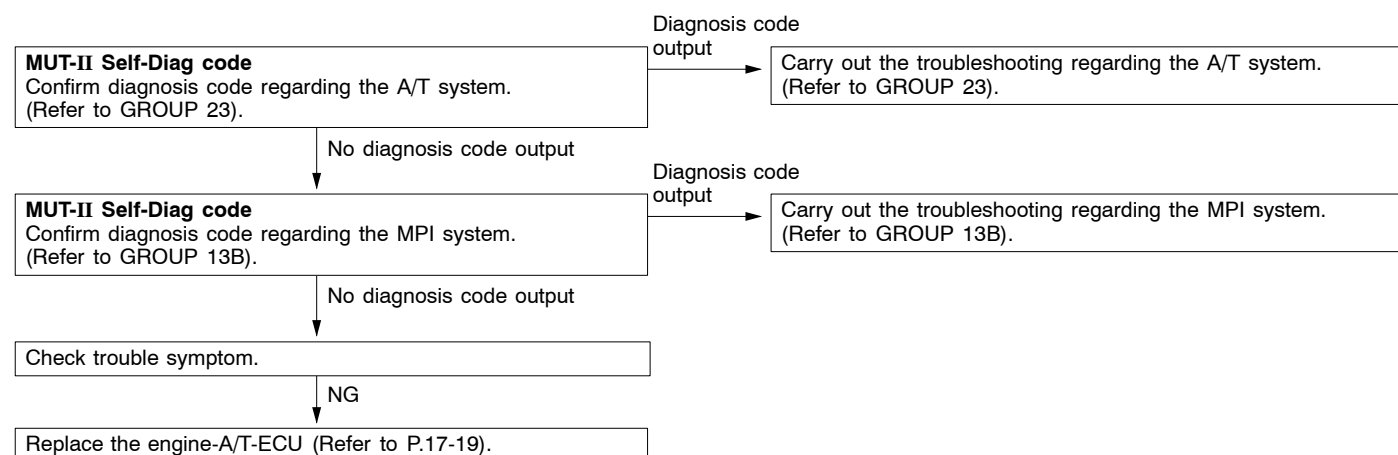 Diagnosis code
output
MUT-II Self-Diag code
Confirm diagnosis code regarding the A/T system.
(Refer to GROUP 23).
Carry out the troubleshooting regarding the A/T system.
(Refer to GROUP 23).
No diagnosis code output
Diagnosis code
output
MUT-II Self-Diag code
Confirm diagnosis code regarding the MPI system.
(Refer to GROUP 13B).
Carry out the troubleshooting regarding the MPI system.
(Refer to GROUP 13B).
No diagnosis code output
Check trouble symptom.
NG
Replace the engine-A/T-ECU (Refer to P.17-19).